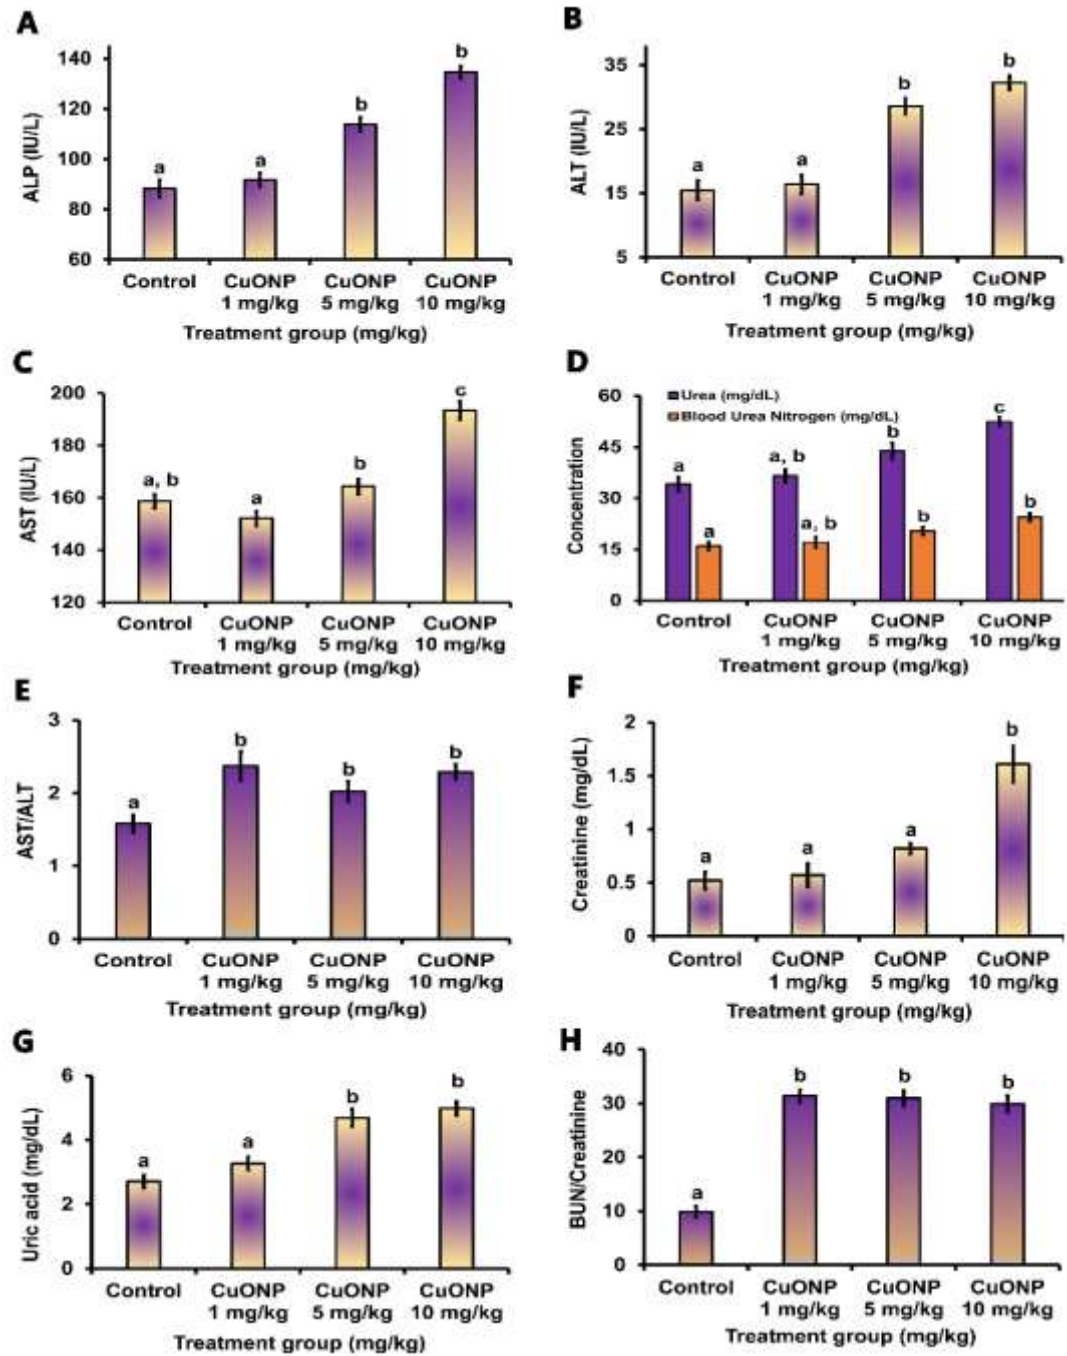 A
ALP (IU/L)
140
120
100
80
60
a
a
b
b
Control
CuONP
1 mg/kg
CuONP
5 mg/kg
CuONP
10 mg/kg
Treatment group (mg/kg)
B
ALT (IU/L)
35
25
15
5
a
a
b
b
Control
CuONP
1 mg/kg
CuONP
5 mg/kg
CuONP
10 mg/kg
Treatment group (mg/kg)
C
AST (IU/L)
200
180
160
140
120
a, b
a
b
c
Control
CuONP
1 mg/kg
CuONP
5 mg/kg
CuONP
10 mg/kg
Treatment group (mg/kg)
D
Concentration
60
45
30
15
0
Urea (mg/dL)
Blood Urea Nitrogen (mg/dL)
a
a
a, b
a, b
b
b
c
b
Control
CuONP
1 mg/kg
CuONP
5 mg/kg
CuONP
10 mg/kg
Treatment group (mg/kg)
E
AST/ALT
3
2
1
0
a
b
b
b
Control
CuONP
1 mg/kg
CuONP
5 mg/kg
CuONP
10 mg/kg
Treatment group (mg/kg)
F
Creatinine (mg/dL)
2
1.5
1
0.5
0
a
a
a
b
Control
CuONP
1 mg/kg
CuONP
5 mg/kg
CuONP
10 mg/kg
Treatment group (mg/kg)
G
Uric acid (mg/dL)
6
4
2
0
a
a
b
b
Control
CuONP
1 mg/kg
CuONP
5 mg/kg
CuONP
10 mg/kg
Treatment group (mg/kg)
H
BUN/Creatinine
40
30
20
10
0
a
b
b
b
Control
CuONP
1 mg/kg
CuONP
5 mg/kg
CuONP
10 mg/kg
Treatment group (mg/kg)